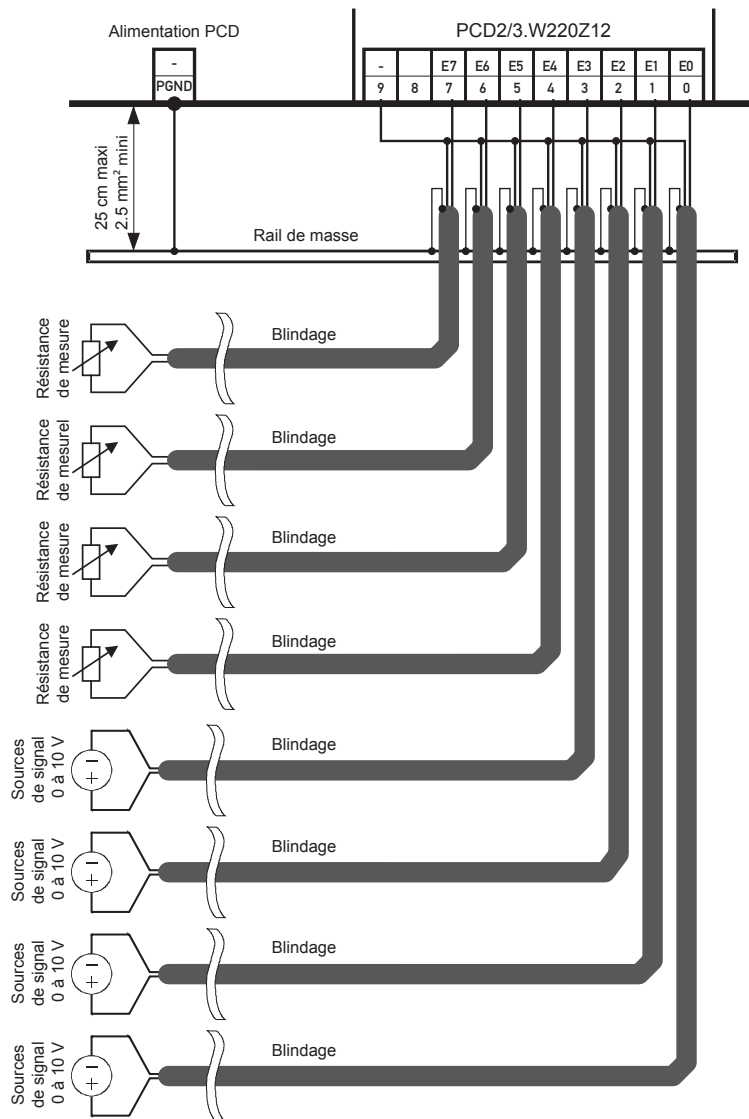 Alimentation PCD
PCD2/3.W220Z12
-
PGND
- E7 E6 E5 E4 E3 E2 E1 E0
9 8 7 6 5 4 3 2 1 0
25 cm maxi
2.5 mm² mini
Rail de masse
Résistance
de mesure
Blindage
Résistance
de mesurel
Blindage
Résistance
de mesure
Blindage
Résistance
de mesure
Blindage
Sources
de signal
0 à 10 V
Blindage
Sources
de signal
0 à 10 V
Blindage
Sources
de signal
0 à 10 V
Blindage
Sources
de signal
0 à 10 V
Blindage